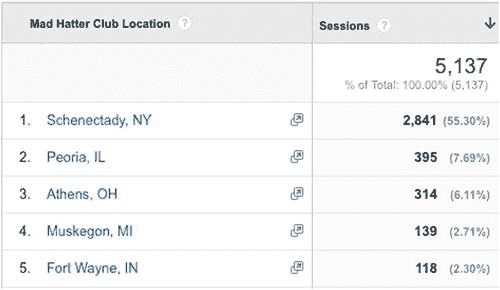 Mad Hatter Club Location ? Sessions ?
5,137
% of Total: 100.00% (5,137)
1. Schenectady, NY 2,841 (55.30%)
2. Peoria, IL 395 (7.69%)
3. Athens, OH 314 (6.11%)
4. Muskegon, MI 139 (2.71%)
5. Fort Wayne, IN 118 (2.30%)